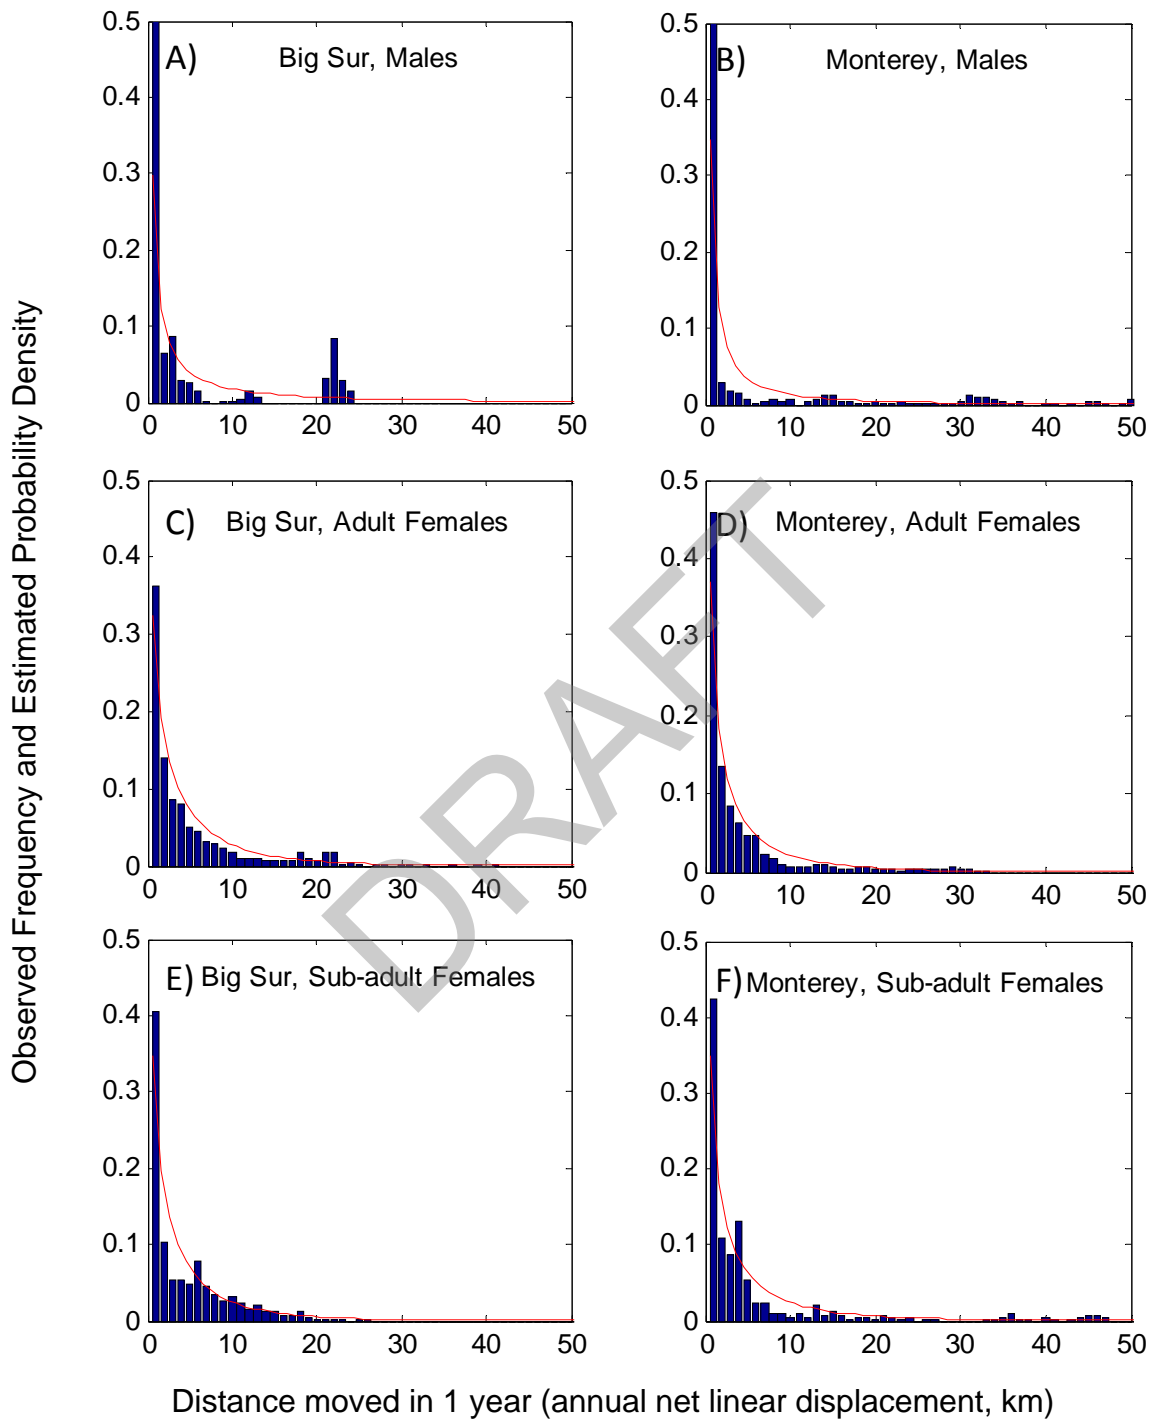 Observed Frequency and Estimated Probability Density
A) Big Sur, Males
0.5
0.4
0.3
0.2
0.1
0
0 10 20 30 40 50
B) Monterey, Males
0.5
0.4
0.3
0.2
0.1
0
0 10 20 30 40 50
C) Big Sur, Adult Females
0.5
0.4
0.3
0.2
0.1
0
0 10 20 30 40 50
D) Monterey, Adult Females
0.5
0.4
0.3
0.2
0.1
0
0 10 20 30 40 50
E) Big Sur, Sub-adult Females
0.5
0.4
0.3
0.2
0.1
0
0 10 20 30 40 50
F) Monterey, Sub-adult Females
0.5
0.4
0.3
0.2
0.1
0
0 10 20 30 40 50
DRAFT
Distance moved in 1 year (annual net linear displacement, km)